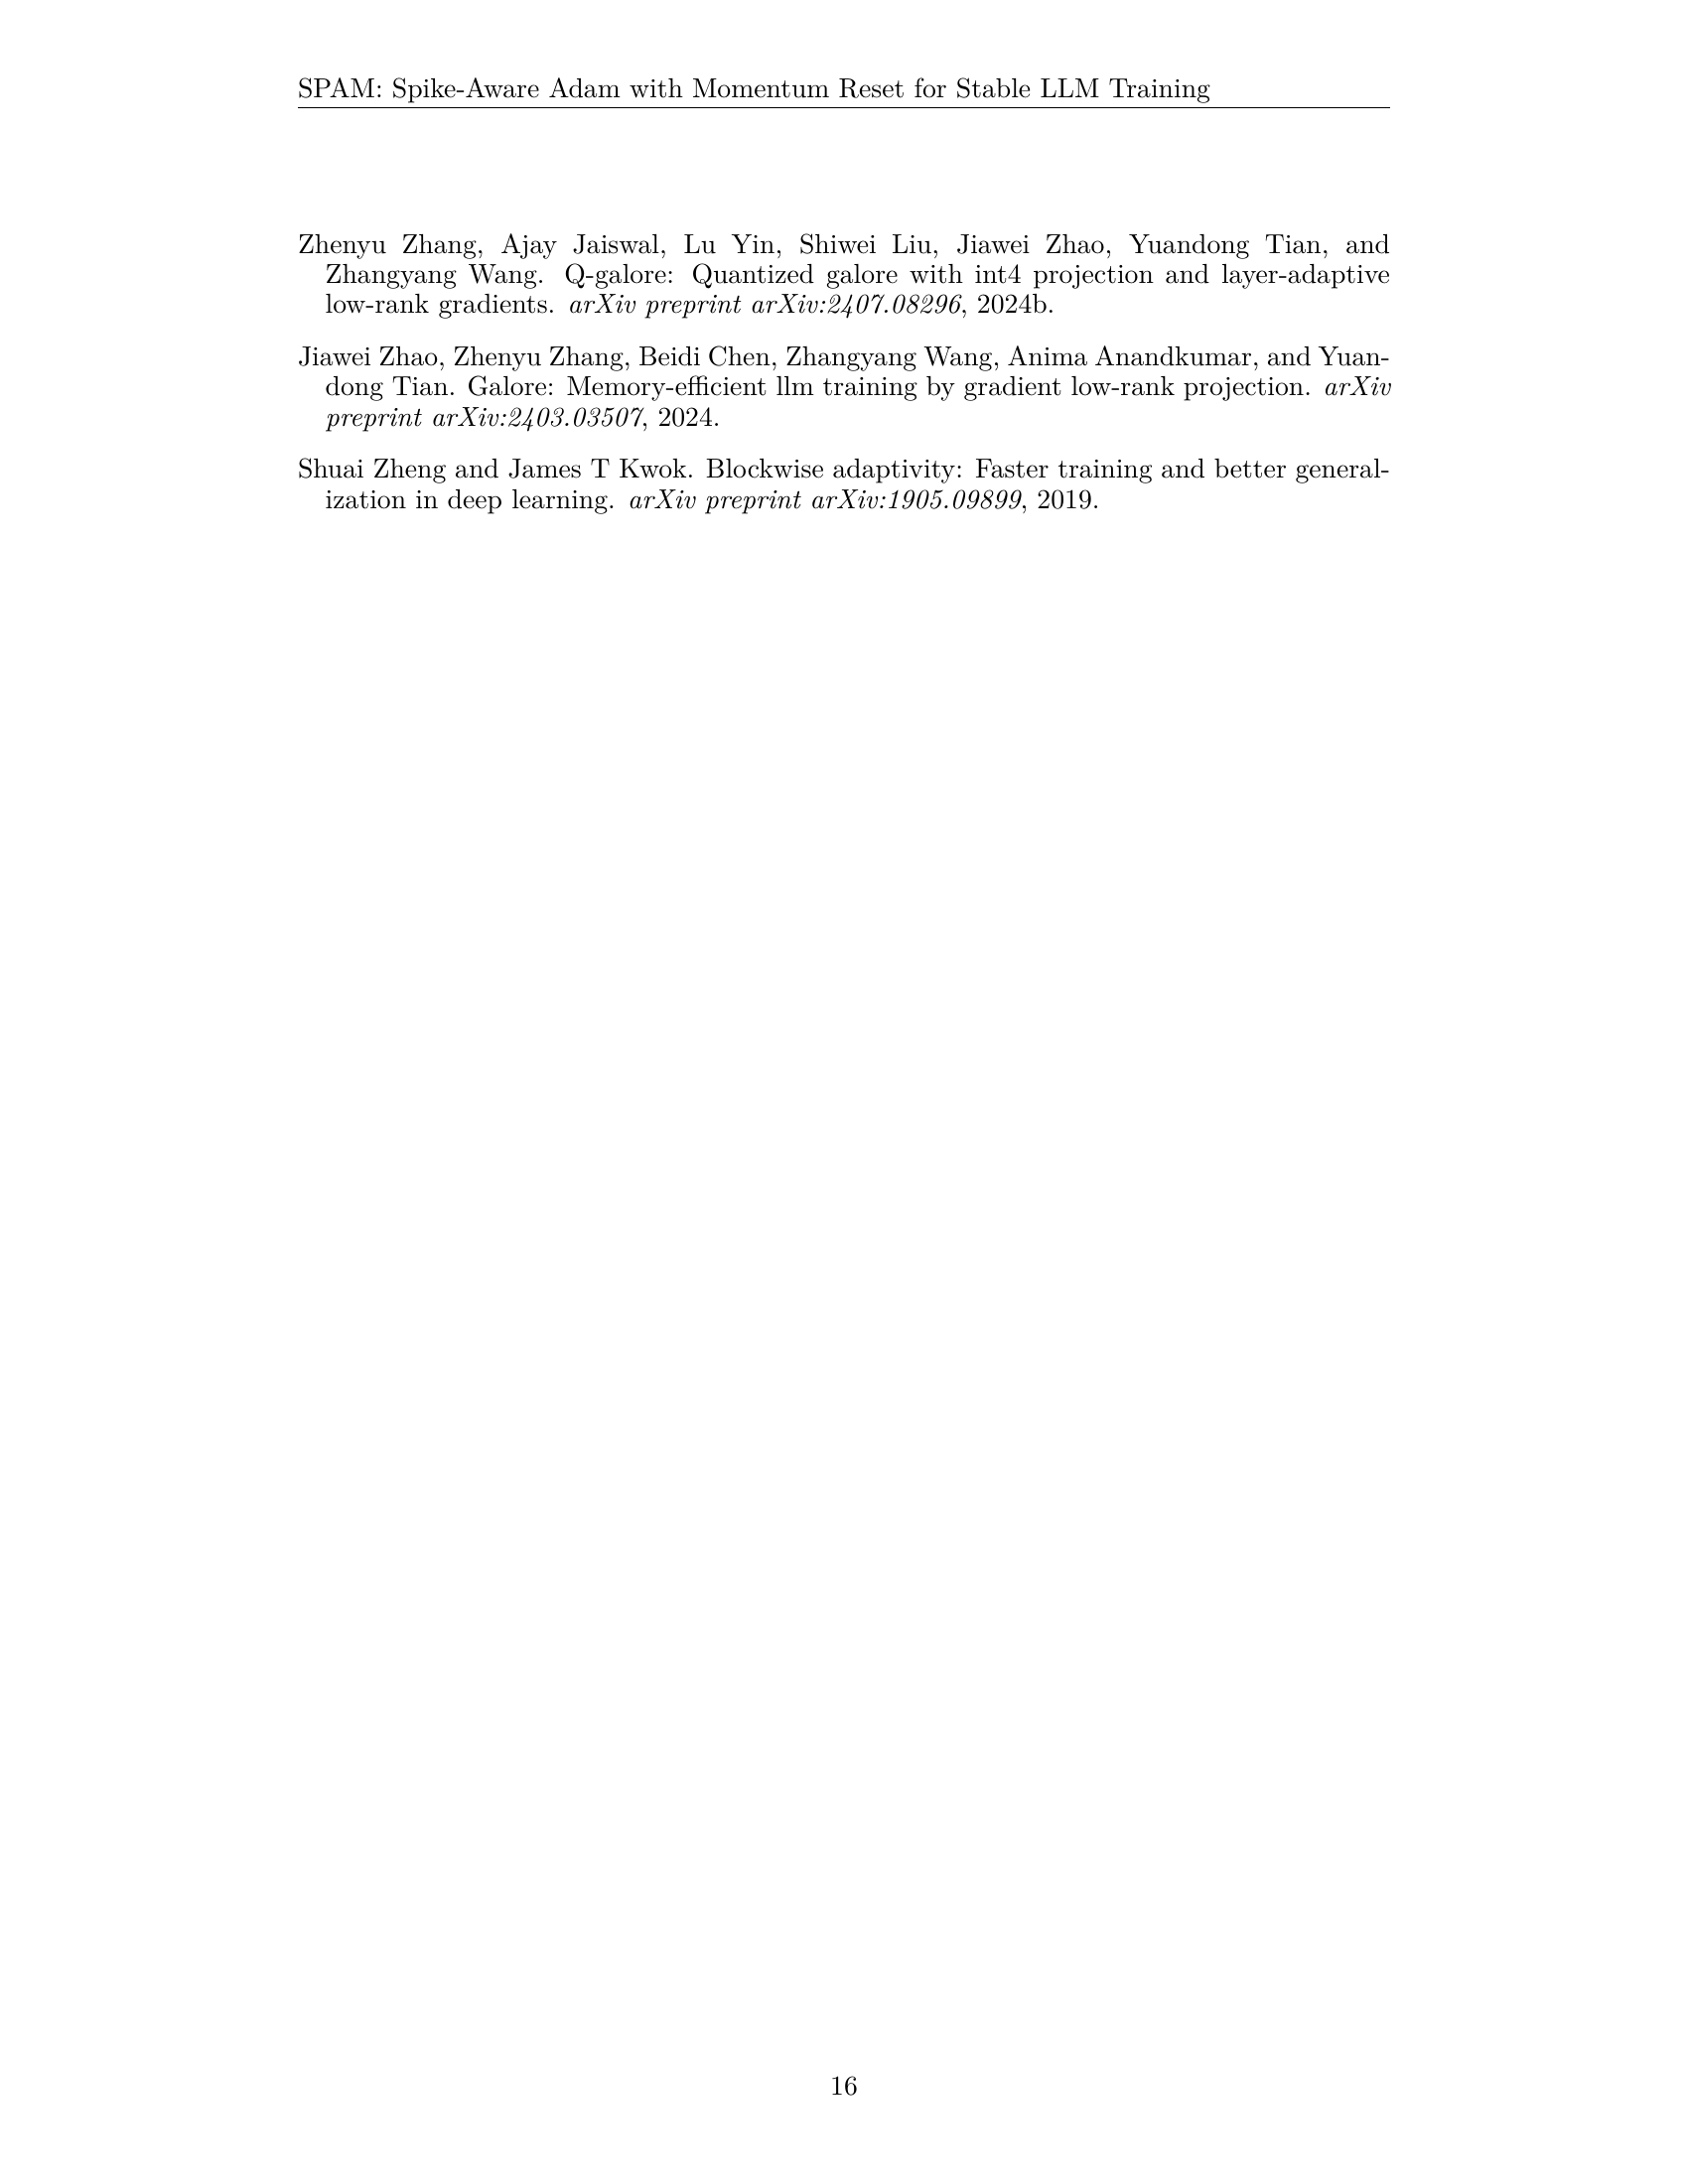 SPAM: Spike-Aware Adam with Momentum Reset for Stable LLM Training
Zhenyu Zhang, Ajay Jaiswal, Lu Yin, Shiwei Liu, Jiawei Zhao, Yuandong Tian, and
Zhangyang Wang. Q-galore: Quantized galore with int4 projection and layer-adaptive
low-rank gradients. arXiv preprint arXiv:2407.08296, 2024b.
Jiawei Zhao, Zhenyu Zhang, Beidi Chen, Zhangyang Wang, Anima Anandkumar, and Yuan-
dong Tian. Galore: Memory-efficient llm training by gradient low-rank projection. arXiv
preprint arXiv:2403.03507, 2024.
Shuai Zheng and James T Kwok. Blockwise adaptivity: Faster training and better general-
ization in deep learning. arXiv preprint arXiv:1905.09899, 2019.
16